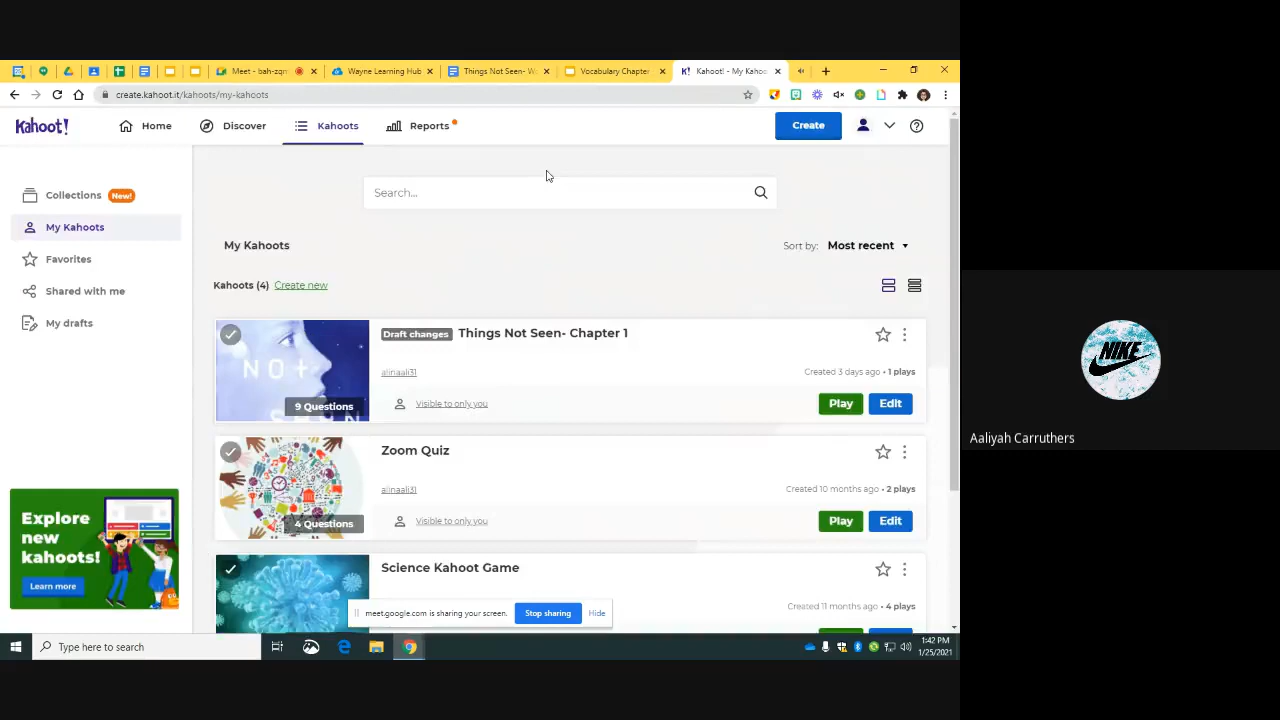 Meet - bah-zqn
Wayne Learning Hub
Things Not Seen- Wo
Vocabulary Chapter
Kahoot! - My Kahoo
create.kahoot.it/kahoots/my-kahoots
Kahoot!
Home
Discover
Kahoots
Reports
Create
Collections New!
My Kahoots
Favorites
Shared with me
My drafts
Search...
My Kahoots
Sort by: Most recent
Kahoots (4) Create new
NOT
SEEN
9 Questions
Draft changes Things Not Seen- Chapter 1
alinaali31
Created 3 days ago • 1 plays
Visible to only you
Play Edit
4 Questions
Zoom Quiz
alinaali31
Created 10 months ago • 2 plays
Visible to only you
Play Edit
Science Kahoot Game
Created 11 months ago • 4 plays
Explore
new
kahoots!
Learn more
meet.google.com is sharing your screen.
Stop sharing
Hide
Type here to search
1:42 PM
1/25/2021
NIKE
Aaliyah Carruthers